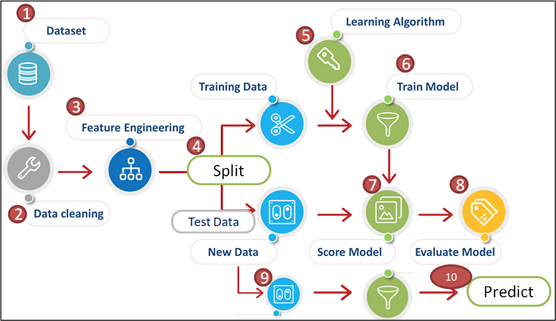 1
Dataset
5
Learning Algorithm
6
Training Data
Train Model
3
Feature Engineering
4
Split
2
Data cleaning
Test Data
7
8
New Data
Score Model
Evaluate Model
9
10
Predict